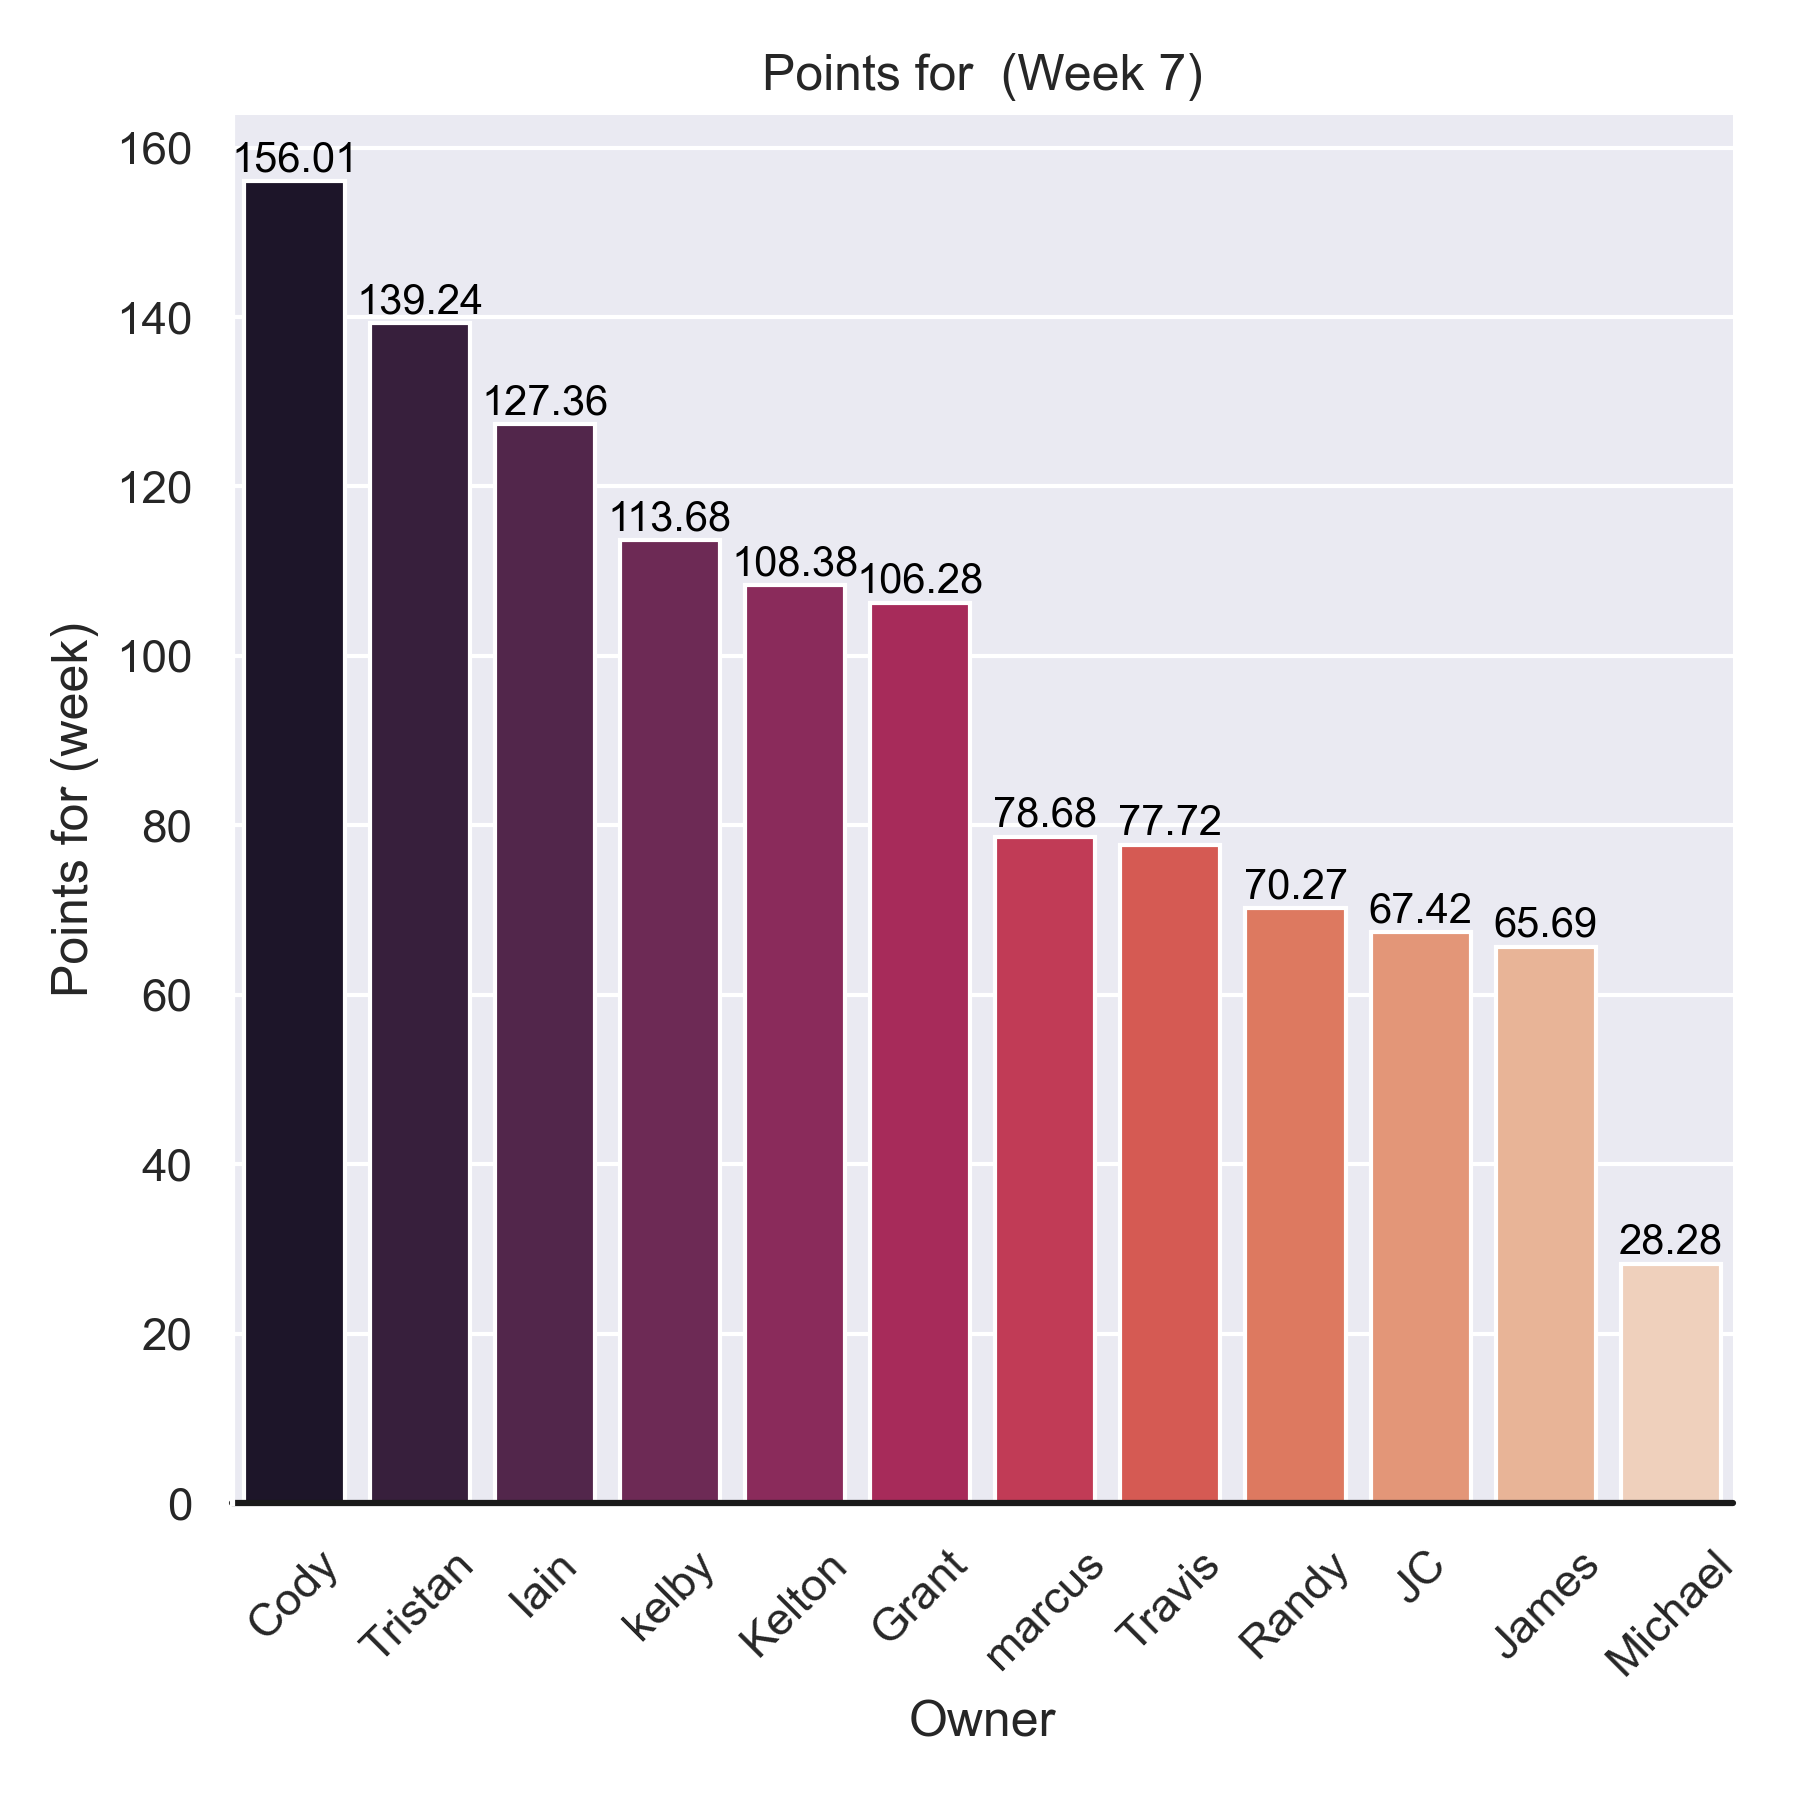 Points for  (Week 7)
Points for (week)
160
140
120
100
80
60
40
20
0
156.01
139.24
127.36
113.68
108.38
106.28
78.68
77.72
70.27
67.42
65.69
28.28
Cody
Tristan
Iain
kelby
Kelton
Grant
marcus
Travis
Randy
JC
James
Michael
Owner